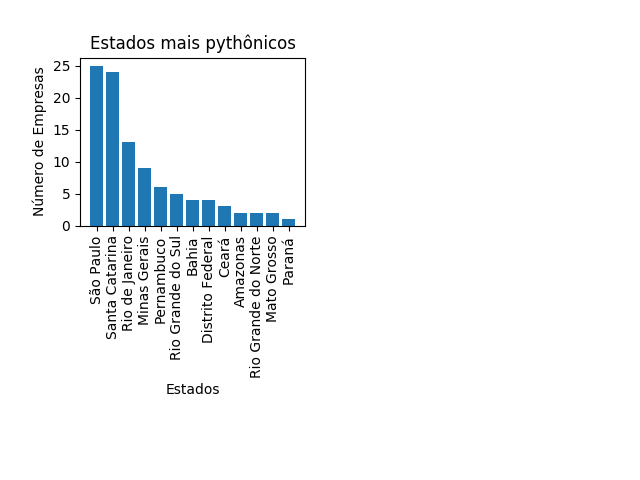 Estados mais pythônicos
Número de Empresas
25
20
15
10
5
0
São Paulo
Santa Catarina
Rio de Janeiro
Minas Gerais
Pernambuco
Rio Grande do Sul
Bahia
Distrito Federal
Ceará
Amazonas
Rio Grande do Norte
Mato Grosso
Paraná
Estados